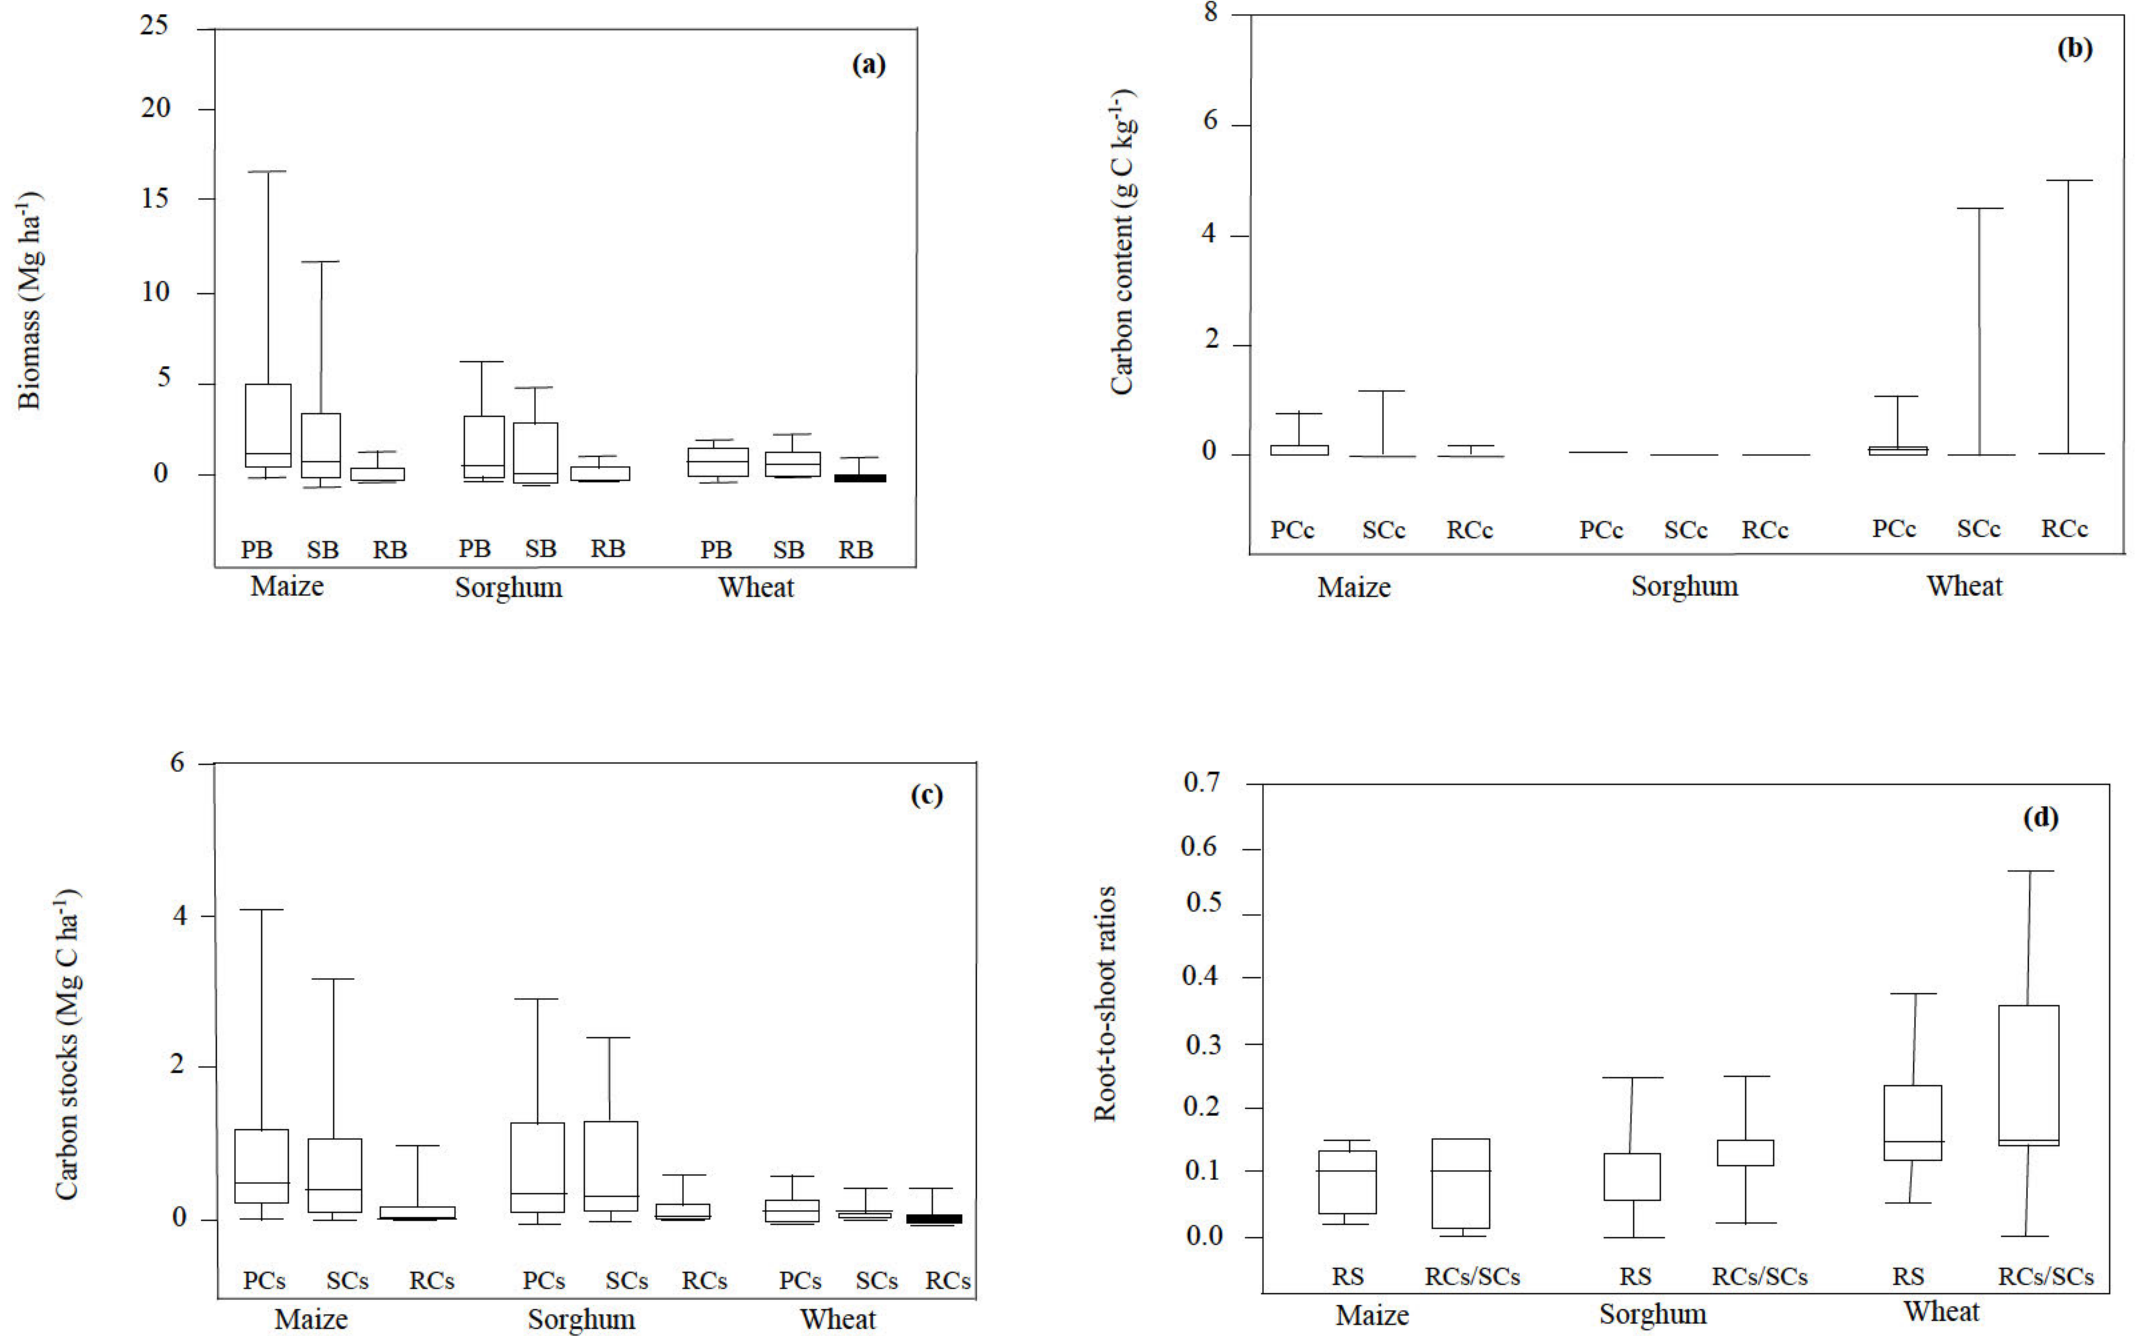 25
20
15
10
5
0
Biomass (Mg ha-1)
(a)
PB SB RB PB SB RB PB SB RB
Maize Sorghum Wheat
8
6
4
2
0
Carbon content (g C kg-1-)
(b)
PCc SCc RCc PCc SCc RCc PCc SCc RCc
Maize Sorghum Wheat
6
4
2
0
Carbon stocks (Mg C ha-1)
(c)
PCs SCs RCs PCs SCs RCs PCs SCs RCs
Maize Sorghum Wheat
0.7
0.6
0.5
0.4
0.3
0.2
0.1
0.0
Root-to-shoot ratios
(d)
RS RCs/SCs RS RCs/SCs RS RCs/SCs
Maize Sorghum Wheat